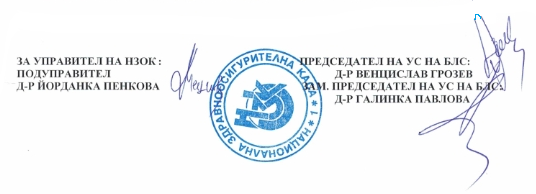 ЗА УПРАВИТЕЛ НА НЗОК :
ПОДУПРАВИТЕЛ
Д-Р ЙОРДАНКА ПЕНКОВА
ПРЕДСЕДАТЕЛ НА УС НА БЛС:
Д-Р ВЕНЦИСЛАВ ГРОЗЕВ
ЗАМ. ПРЕДСЕДАТЕЛ НА УС НА БЛС:
Д-Р ГАЛИНКА ПАВЛОВА
НАЦИОНАЛНА ЗДРАВНООСИГУРИТЕЛНА КАСА * 1 *